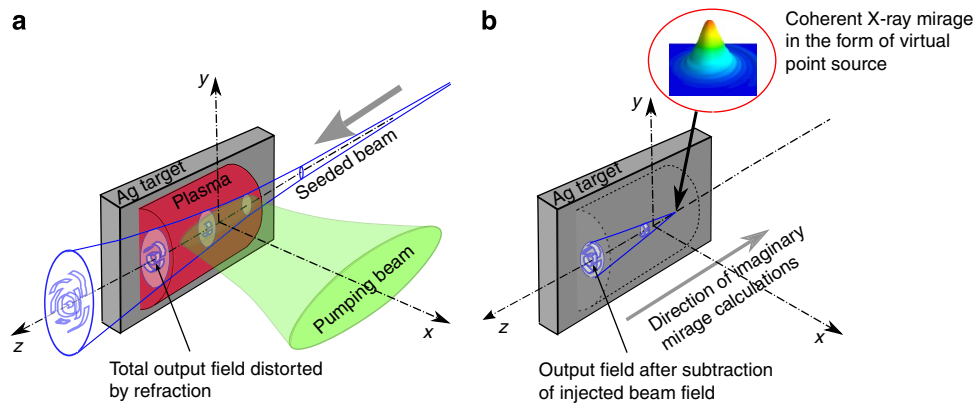 a
y
Ag target
Plasma
Seeded beam
Pumping beam
x
z
Total output field distorted
by refraction
b
Coherent X-ray mirage
in the form of virtual
point source
y
Ag target
Direction of imaginary
mirage calculations
x
z
Output field after subtraction
of injected beam field